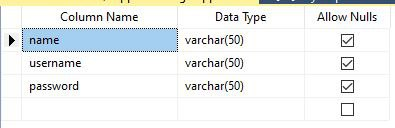 Column Name Data Type Allow Nulls
name varchar(50)
username varchar(50)
password varchar(50)